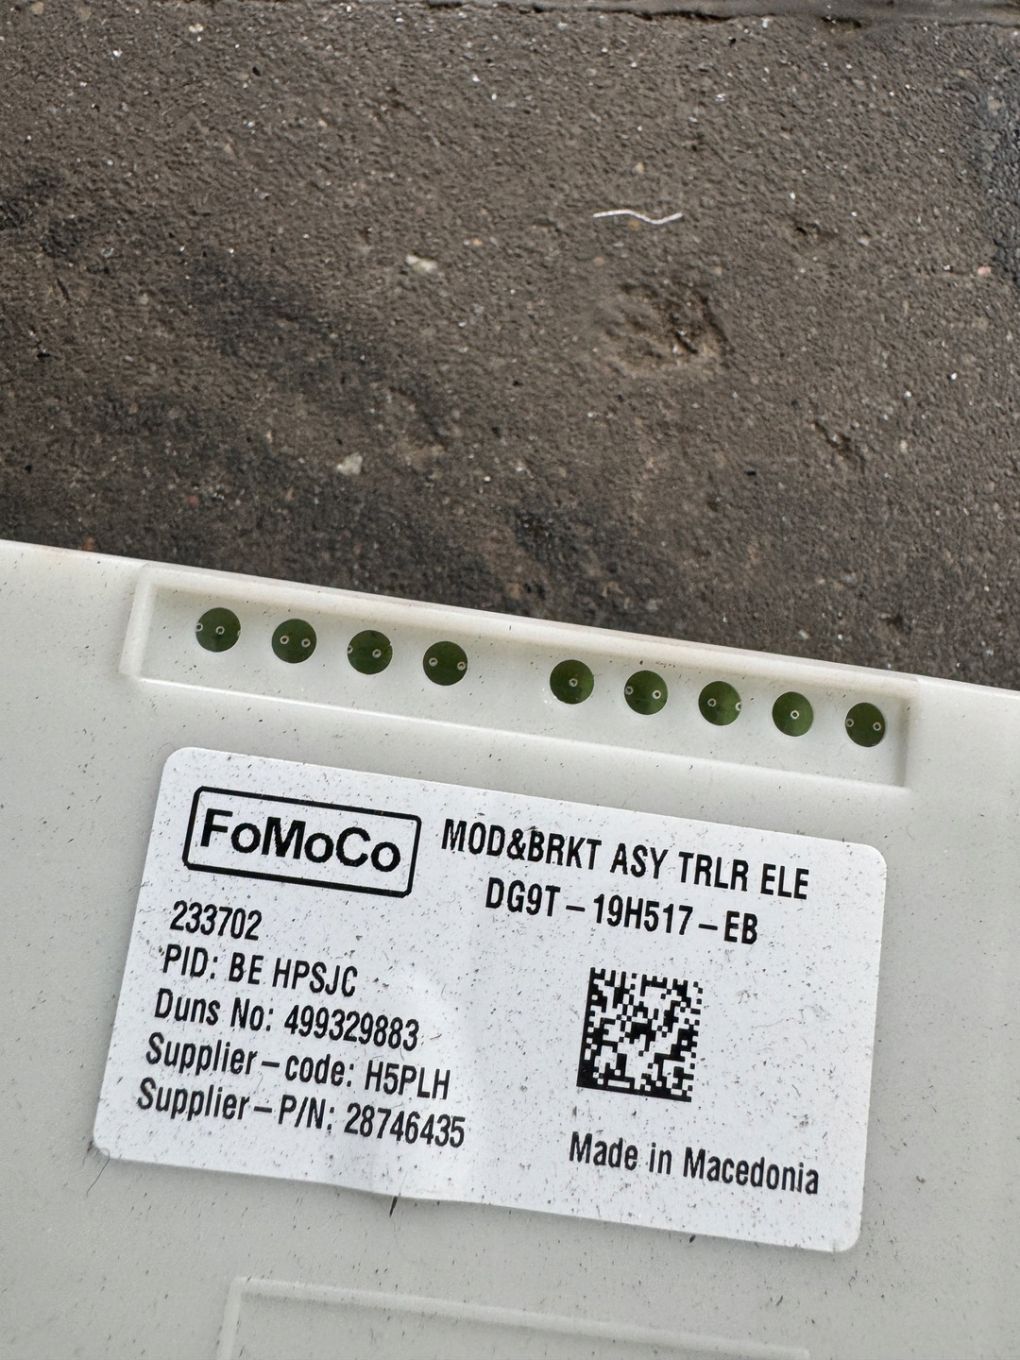 FoMoCo
MOD&BRKT ASY TRLR ELE
DG9T-19H517-EB
233702
PID: BE HPSJC
Duns No: 499329883
Supplier-code: H5PLH
Supplier-P/N: 28746435
Made in Macedonia